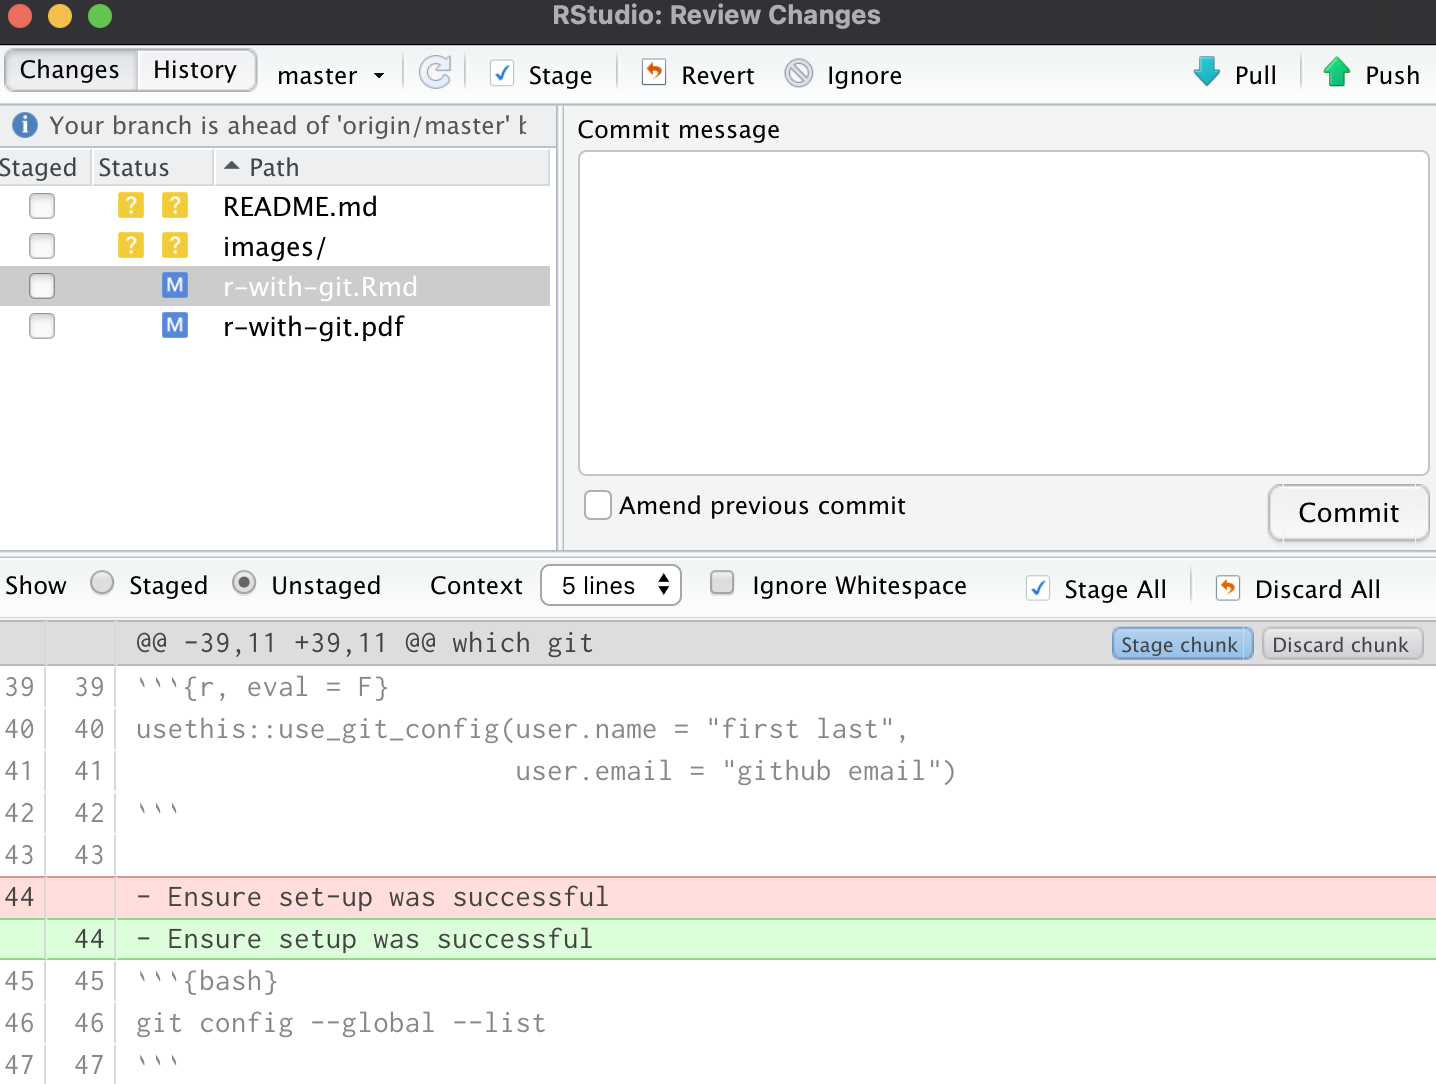 RStudio: Review Changes
Changes History master Stage Revert Ignore Pull Push
Your branch is ahead of 'origin/master' b
Commit message
Staged Status Path
? ? README.md
? ? images/
M r-with-git.Rmd
M r-with-git.pdf
Amend previous commit
Commit
Show Staged Unstaged Context 5 lines Ignore Whitespace Stage All Discard All
@@ -39,11 +39,11 @@ which git Stage chunk Discard chunk
39 39 ```{r, eval = F}
40 40 usethis::use_git_config(user.name = "first last",
41 41 user.email = "github email")
42 42 ```
43 43
44 - Ensure set-up was successful
44 - Ensure setup was successful
45 45 ```{bash}
46 46 git config --global --list
47 47 ```